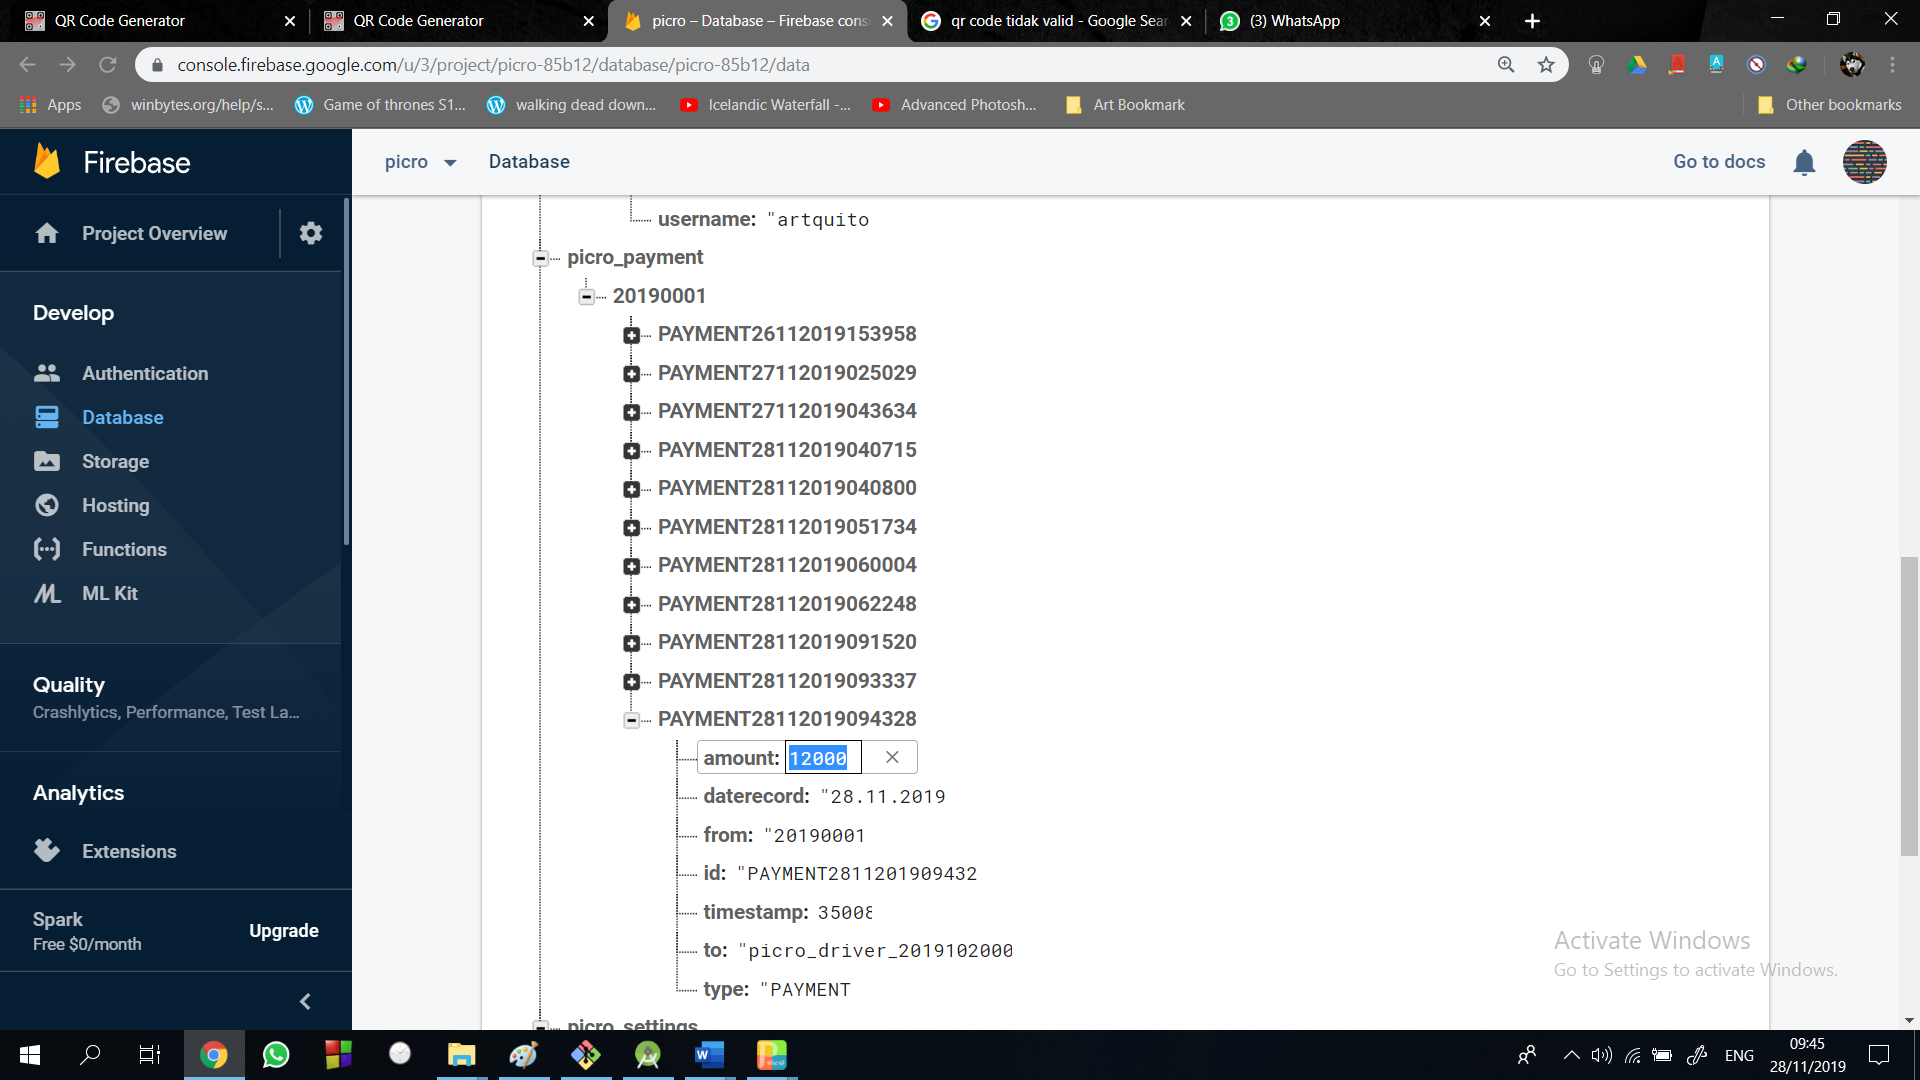 QR Code Generator
QR Code Generator
picro – Database – Firebase cons
qr code tidak valid - Google Sear
(3) WhatsApp
console.firebase.google.com/u/3/project/picro-85b12/database/picro-85b12/data
Apps
winbytes.org/help/s...
Game of thrones S1...
walking dead down...
Icelandic Waterfall -...
Advanced Photosh...
Art Bookmark
Other bookmarks
Firebase
picro
Database
Go to docs
Project Overview
Develop
Authentication
Database
Storage
Hosting
Functions
ML Kit
Quality
Crashlytics, Performance, Test La...
Analytics
Extensions
Spark
Free $0/month
Upgrade
username: "artquito
picro_payment
20190001
PAYMENT26112019153958
PAYMENT27112019025029
PAYMENT27112019043634
PAYMENT28112019040715
PAYMENT28112019040800
PAYMENT28112019051734
PAYMENT28112019060004
PAYMENT28112019062248
PAYMENT28112019091520
PAYMENT28112019093337
PAYMENT28112019094328
amount: 12000
daterecord: "28.11.2019
from: "20190001
id: "PAYMENT2811201909432
timestamp: 35008
to: "picro_driver_2019102000
type: "PAYMENT
picro_settings
Activate Windows
Go to Settings to activate Windows.
ENG
09:45
28/11/2019